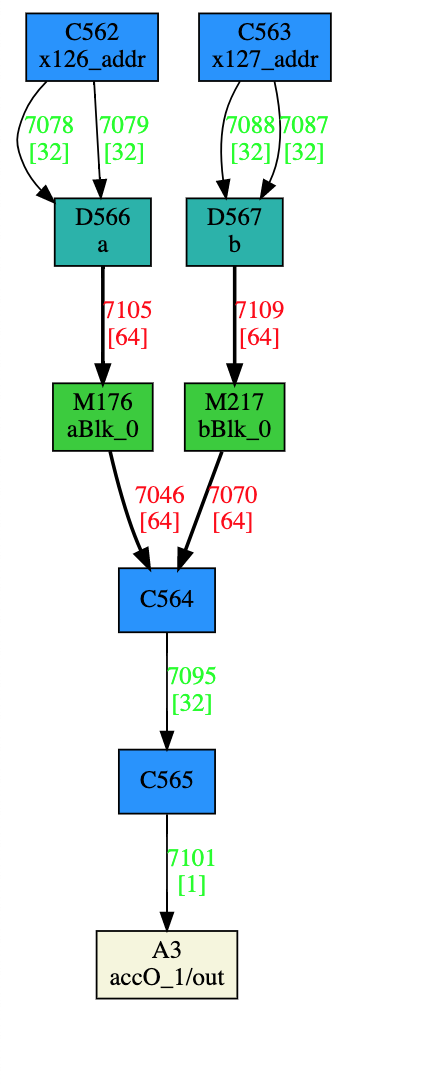 C562
x126_addr
C563
x127_addr
7078
[32]
7079
[32]
7088
[32]
7087
[32]
D566
a
D567
b
7105
[64]
7109
[64]
M176
aBlk_0
M217
bBlk_0
7046
[64]
7070
[64]
C564
7095
[32]
C565
7101
[1]
A3
accO_1/out